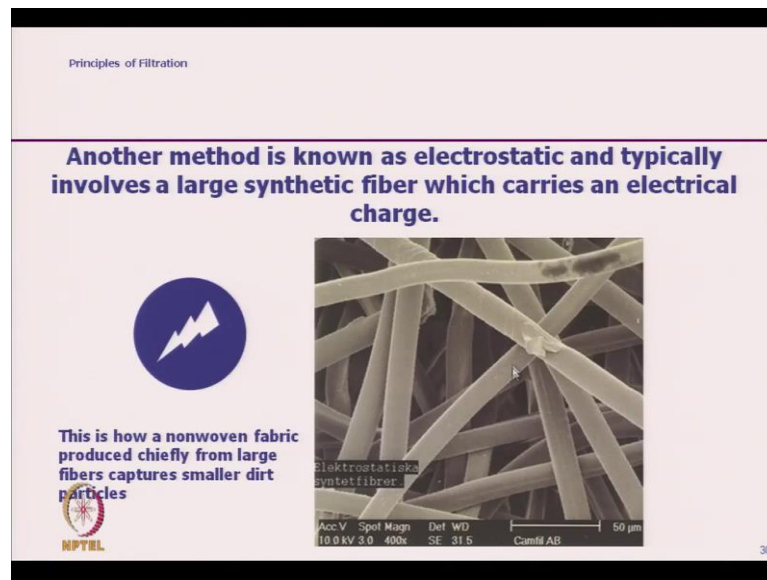 Principles of Filtration
Another method is known as electrostatic and typically
involves a large synthetic fiber which carries an electrical
charge.
This is how a nonwoven fabric
produced chiefly from large
fibers captures smaller dirt
particles
Elektrostatiska
syntetfibrer.
Acc.V Spot Magn Det WD 50 µm
10.0 kV 3.0 400x SE 31.5 Camfil AB
NPTEL